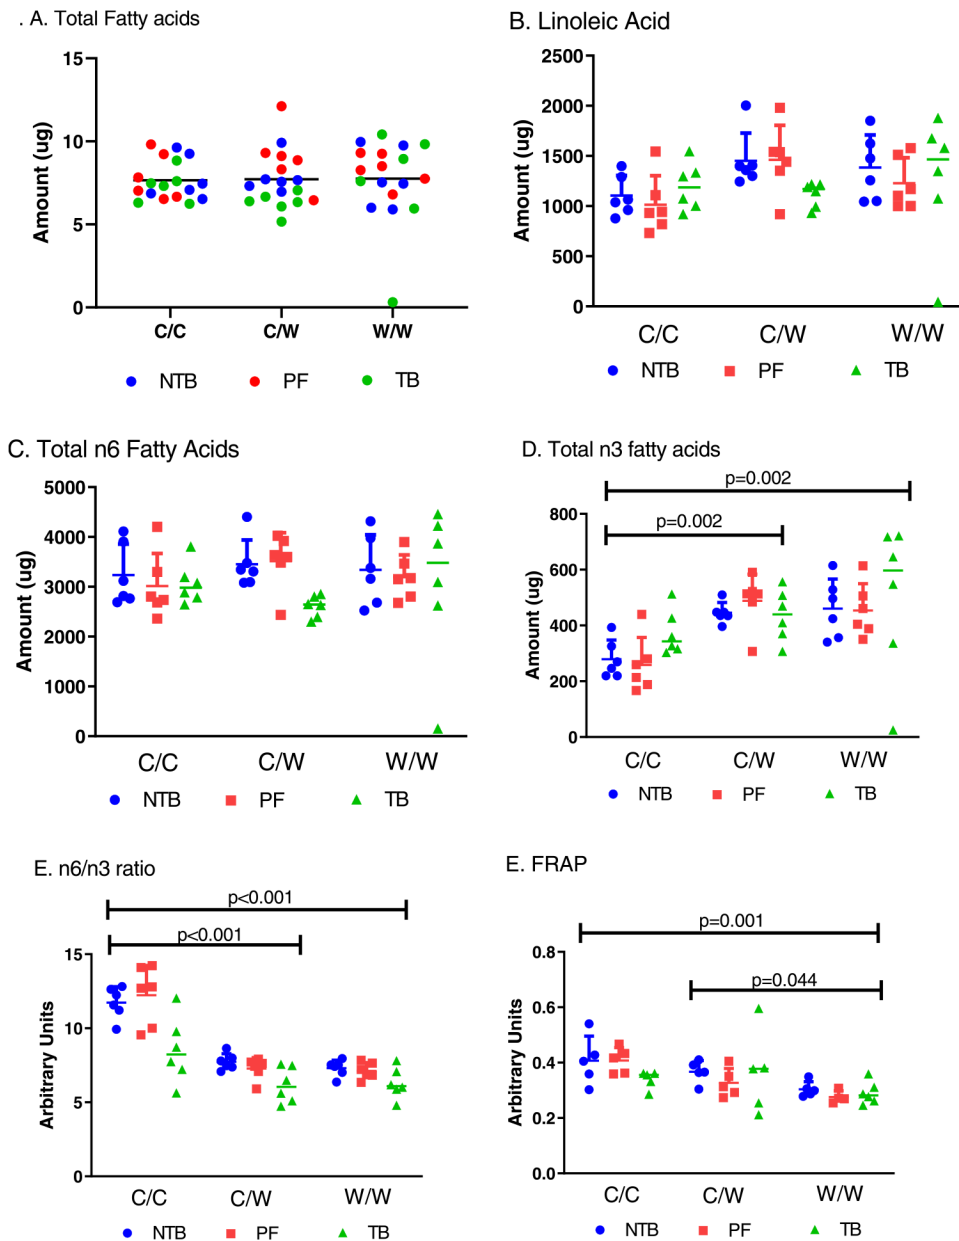 . A. Total Fatty acids
15
10
5
0
Amount (ug)
C/C C/W W/W
NTB PF TB
B. Linoleic Acid
2500
2000
1500
1000
500
0
Amount (ug)
C/C C/W W/W
NTB PF TB
C. Total n6 Fatty Acids
5000
4000
3000
2000
1000
0
Amount (ug)
C/C C/W W/W
NTB PF TB
D. Total n3 fatty acids
p=0.002
p=0.002
800
600
400
200
0
Amount (ug)
C/C C/W W/W
NTB PF TB
E. n6/n3 ratio
p<0.001
p<0.001
15
10
5
0
Arbitrary Units
C/C C/W W/W
NTB PF TB
E. FRAP
p=0.001
p=0.044
0.8
0.6
0.4
0.2
0.0
Arbitrary Units
C/C C/W W/W
NTB PF TB